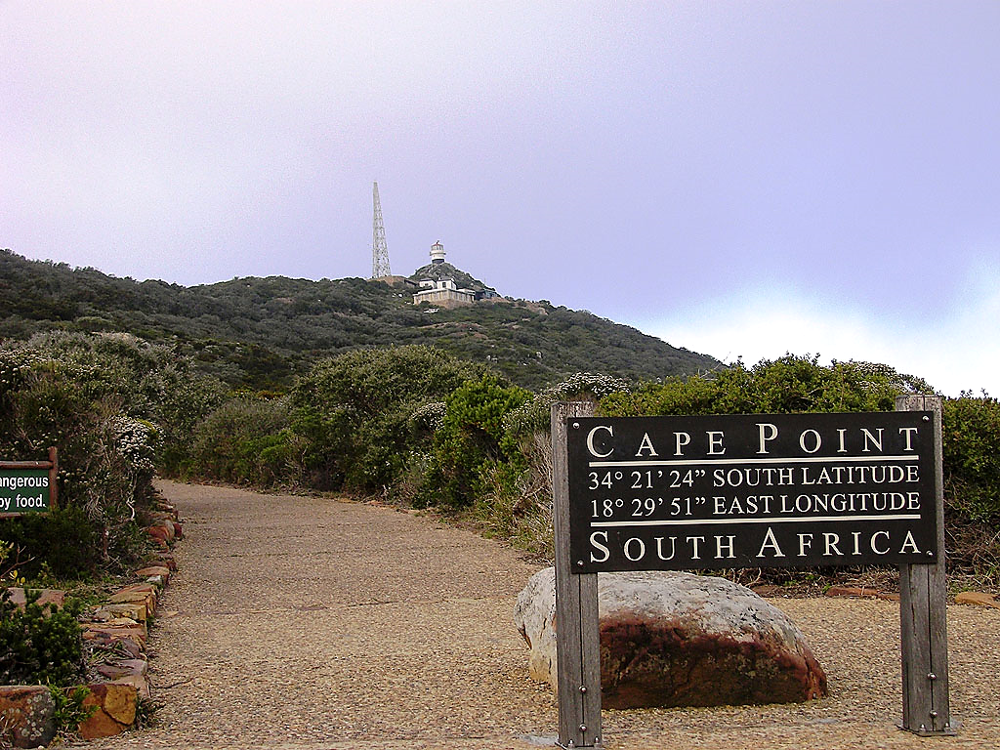 angerous
by food.
CAPE POINT
34° 21' 24" SOUTH LATITUDE
18° 29' 51" EAST LONGITUDE
SOUTH AFRICA